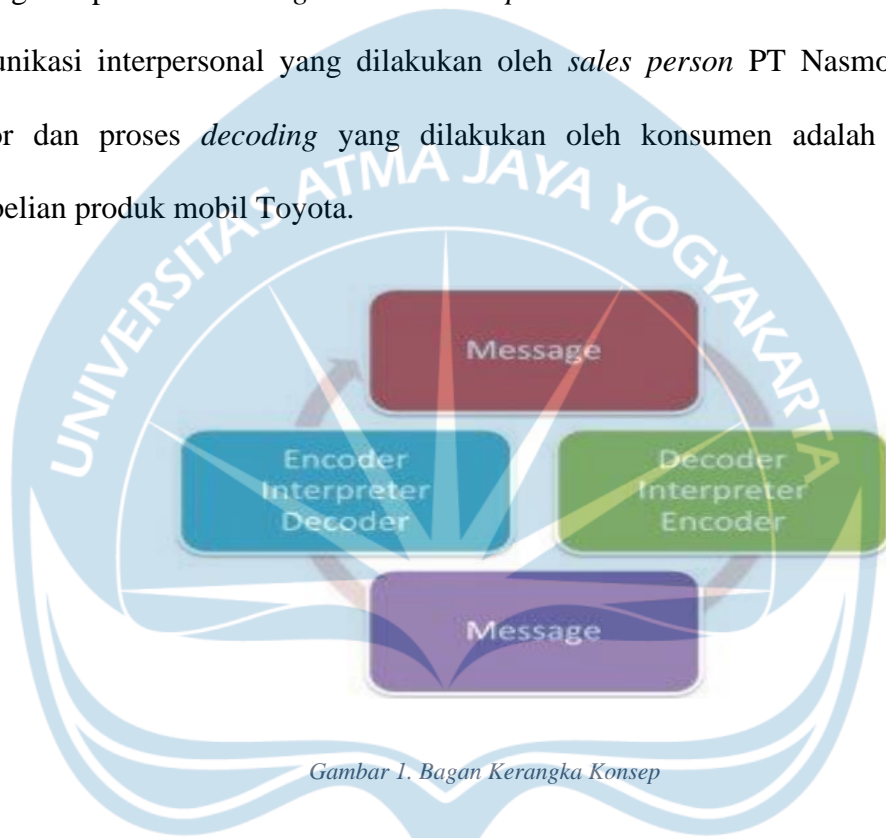 unikasi interpersonal yang dilakukan oleh sales person PT Nasmo
or dan proses decoding yang dilakukan oleh konsumen adalah
pelian produk mobil Toyota.
UNIVERSITAS ATMA JAYA YOGYAKARTA
Message
Encoder
Interpreter
Decoder
Decoder
Interpreter
Encoder
Message
Gambar 1. Bagan Kerangka Konsep